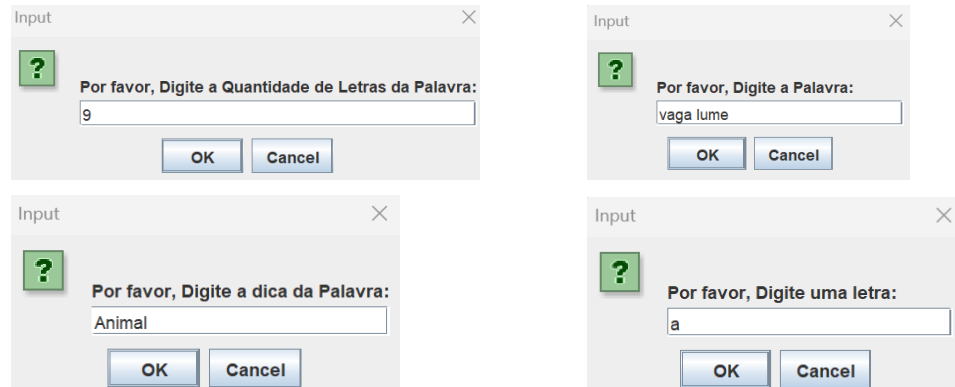 Input
Por favor, Digite a Quantidade de Letras da Palavra:
9
OK Cancel
Input
Por favor, Digite a Palavra:
vaga lume
OK Cancel
Input
Por favor, Digite a dica da Palavra:
Animal
OK Cancel
Input
Por favor, Digite uma letra:
a
OK Cancel